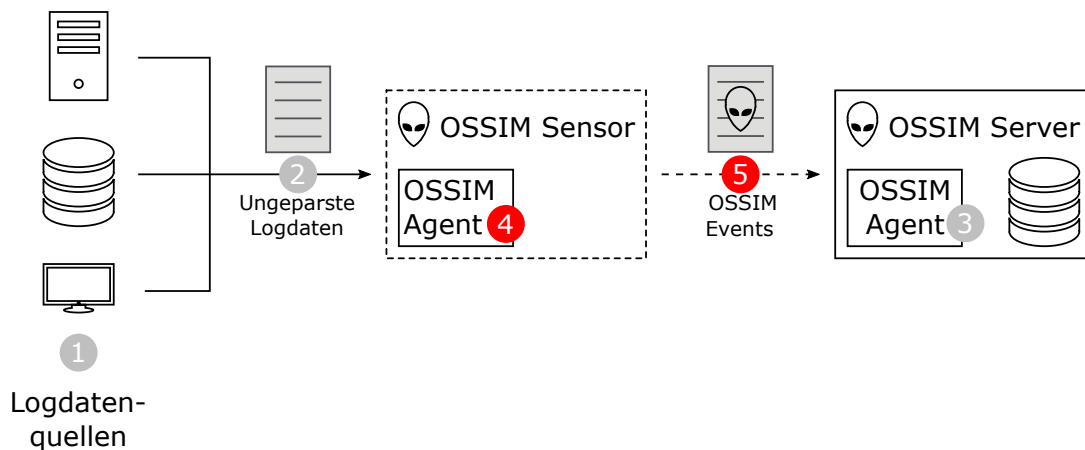 1
Logdaten-
quellen
2
Ungeparste
Logdaten
OSSIM Sensor
OSSIM
Agent 4
5
OSSIM
Events
OSSIM Server
OSSIM
Agent 3